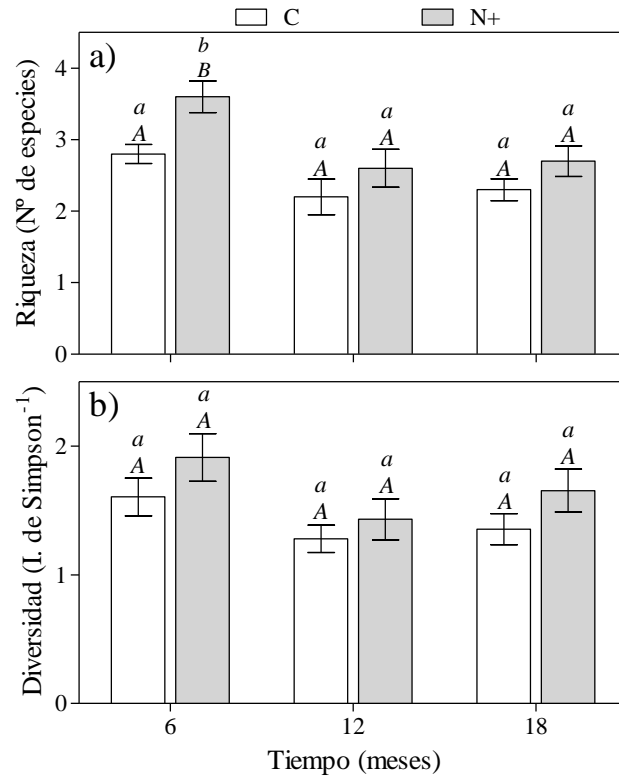 C N+
a)
Riqueza (Nº de especies)
4
3
2
1
0
a b a a a a
A B A A A A
b)
Diversidad (I. de Simpson⁻¹)
2
1
0
a a a a a a
A A A A A A
6 12 18
Tiempo (meses)